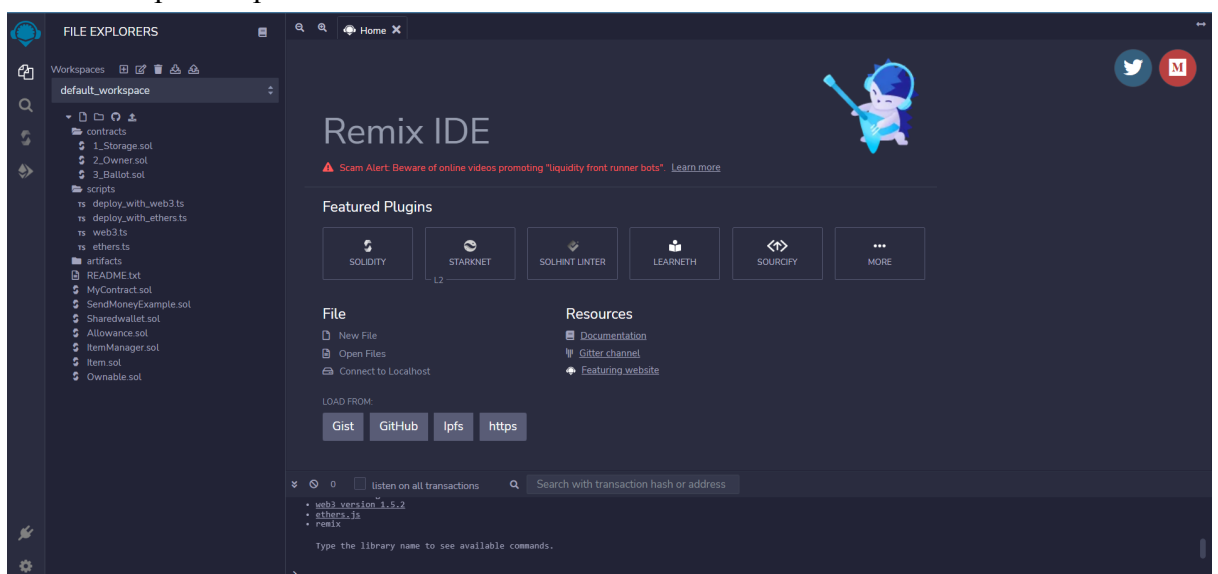 FILE EXPLORERS
Workspaces
default_workspace
contracts
1_Storage.sol
2_Owner.sol
3_Ballot.sol
scripts
TS deploy_with_web3.ts
TS deploy_with_ethers.ts
TS web3.ts
TS ethers.ts
artifacts
README.txt
MyContract.sol
SendMoneyExample.sol
Sharedwallet.sol
Allowance.sol
ItemManager.sol
Item.sol
Ownable.sol
Home
Remix IDE
Scam Alert: Beware of online videos promoting "liquidity front runner bots". Learn more
Featured Plugins
SOLIDITY STARKNET SOLHINT LINTER LEARNETH SOURCIFY MORE
L2
File
New File
Open Files
Connect to Localhost
Resources
Documentation
Gitter channel
Featuring website
LOAD FROM:
Gist GitHub Ipfs https
0 listen on all transactions Search with transaction hash or address
• web3 version 1.5.2
• ethers.js
• remix
Type the library name to see available commands.
>
M